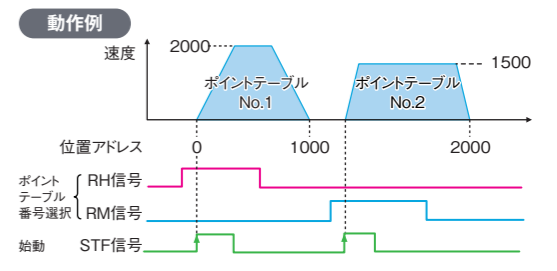 動作例
速度
2000
1500
ポイントテーブル
No.1
ポイントテーブル
No.2
位置アドレス
0
1000
2000
ポイント
テーブル
番号選択
RH信号
RM信号
始動
STF信号